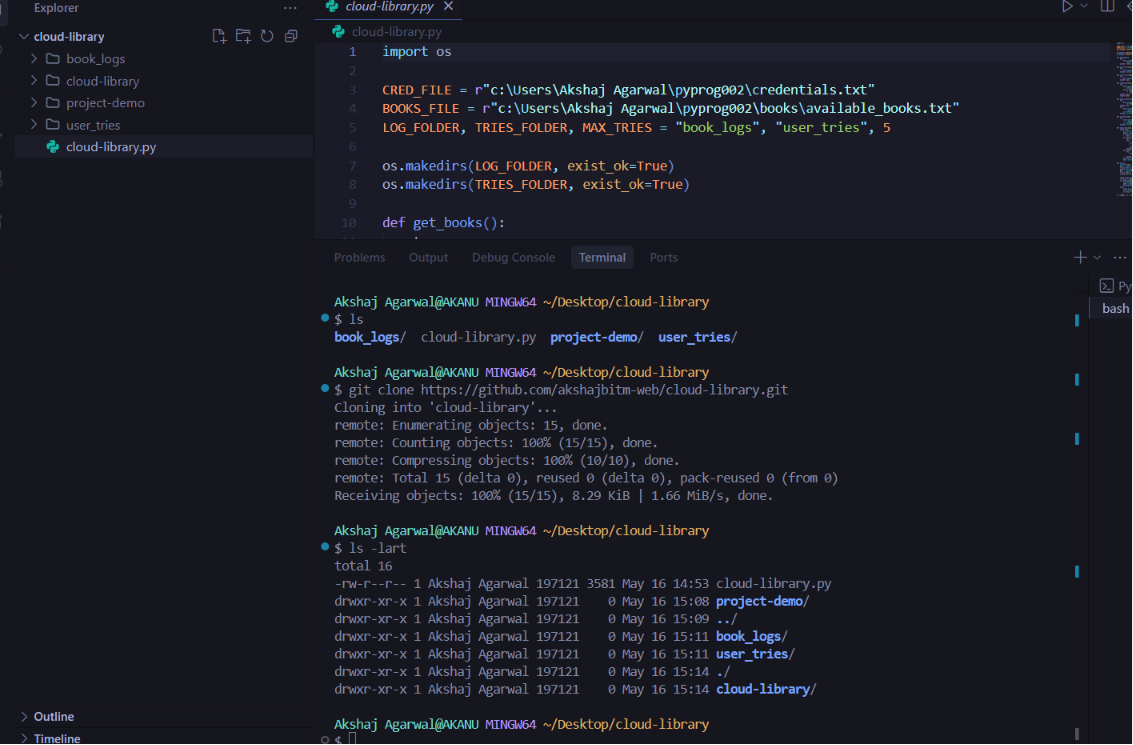 Explorer
cloud-library
book_logs
cloud-library
project-demo
user_tries
cloud-library.py
Outline
Timeline
cloud-library.py
cloud-library.py
1 import os
2
3 CRED_FILE = r"c:\Users\Akshaj Agarwal\pyprog002\credentials.txt"
4 BOOKS_FILE = r"c:\Users\Akshaj Agarwal\pyprog002\books\available_books.txt"
5 LOG_FOLDER, TRIES_FOLDER, MAX_TRIES = "book_logs", "user_tries", 5
6
7 os.makedirs(LOG_FOLDER, exist_ok=True)
8 os.makedirs(TRIES_FOLDER, exist_ok=True)
9
10 def get_books():
Problems Output Debug Console Terminal Ports
Py
bash
Akshaj Agarwal@AKANU MINGW64 ~/Desktop/cloud-library
$ ls
book_logs/ cloud-library.py project-demo/ user_tries/
Akshaj Agarwal@AKANU MINGW64 ~/Desktop/cloud-library
$ git clone https://github.com/akshajbitm-web/cloud-library.git
Cloning into 'cloud-library'...
remote: Enumerating objects: 15, done.
remote: Counting objects: 100% (15/15), done.
remote: Compressing objects: 100% (10/10), done.
remote: Total 15 (delta 0), reused 0 (delta 0), pack-reused 0 (from 0)
Receiving objects: 100% (15/15), 8.29 KiB | 1.66 MiB/s, done.
Akshaj Agarwal@AKANU MINGW64 ~/Desktop/cloud-library
$ ls -lart
total 16
-rw-r--r-- 1 Akshaj Agarwal 197121 3581 May 16 14:53 cloud-library.py
drwxr-xr-x 1 Akshaj Agarwal 197121 0 May 16 15:08 project-demo/
drwxr-xr-x 1 Akshaj Agarwal 197121 0 May 16 15:09 ../
drwxr-xr-x 1 Akshaj Agarwal 197121 0 May 16 15:11 book_logs/
drwxr-xr-x 1 Akshaj Agarwal 197121 0 May 16 15:11 user_tries/
drwxr-xr-x 1 Akshaj Agarwal 197121 0 May 16 15:14 ./
drwxr-xr-x 1 Akshaj Agarwal 197121 0 May 16 15:14 cloud-library/
Akshaj Agarwal@AKANU MINGW64 ~/Desktop/cloud-library
$